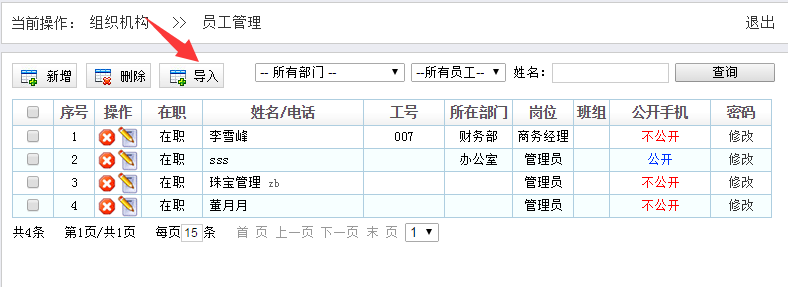 当前操作： 组织机构 >> 员工管理 退出
新增 删除 导入 -- 所有部门 -- --所有员工-- 姓名： 查询
序号 操作 在职 姓名/电话 工号 所在部门 岗位 班组 公开手机 密码
1 在职 李雪峰 007 财务部 商务经理 不公开 修改
2 在职 sss 办公室 管理员 公开 修改
3 在职 珠宝管理 zb 管理员 不公开 修改
4 在职 董月月 管理员 不公开 修改
共4条 第1页/共1页 每页15条 首 页 上一页 下一页 末 页 1